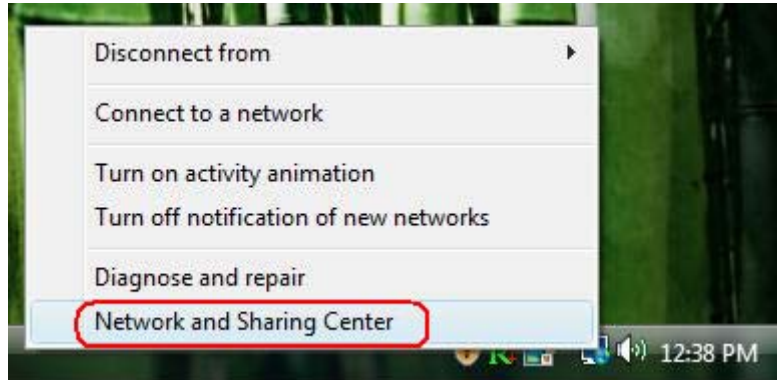 Disconnect from
Connect to a network
Turn on activity animation
Turn off notification of new networks
Diagnose and repair
Network and Sharing Center
12:38 PM